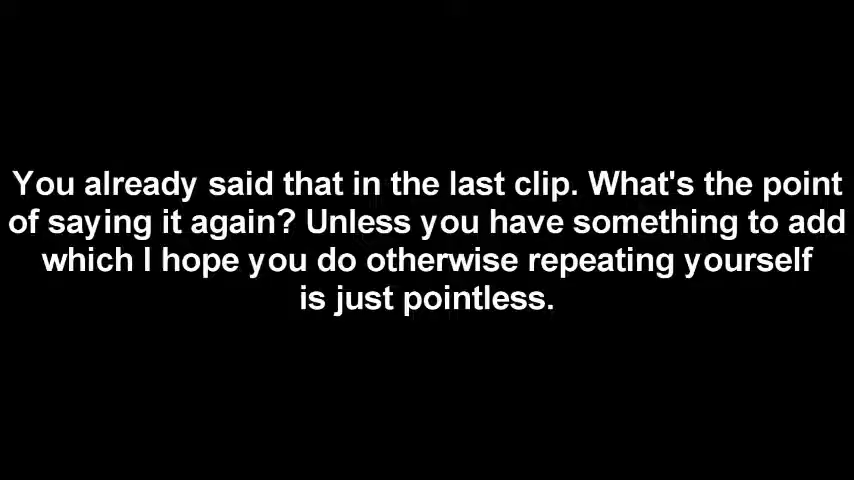 You already said that in the last clip. What's the point
of saying it again? Unless you have something to add
which I hope you do otherwise repeating yourself
is just pointless.